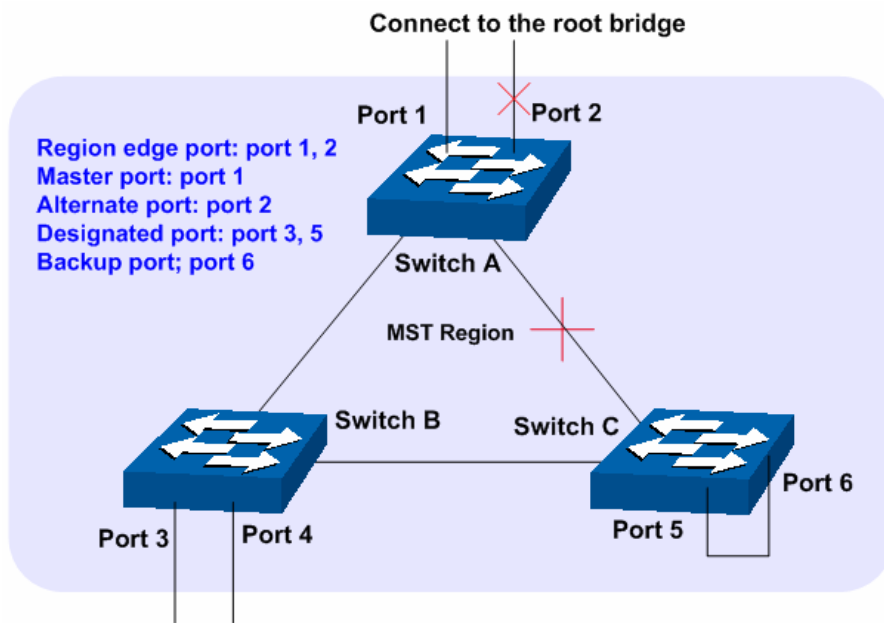 Connect to the root bridge
Port 1
Port 2
Region edge port: port 1, 2
Master port: port 1
Alternate port: port 2
Designated port: port 3, 5
Backup port; port 6
Switch A
MST Region
Switch B
Switch C
Port 3
Port 4
Port 5
Port 6